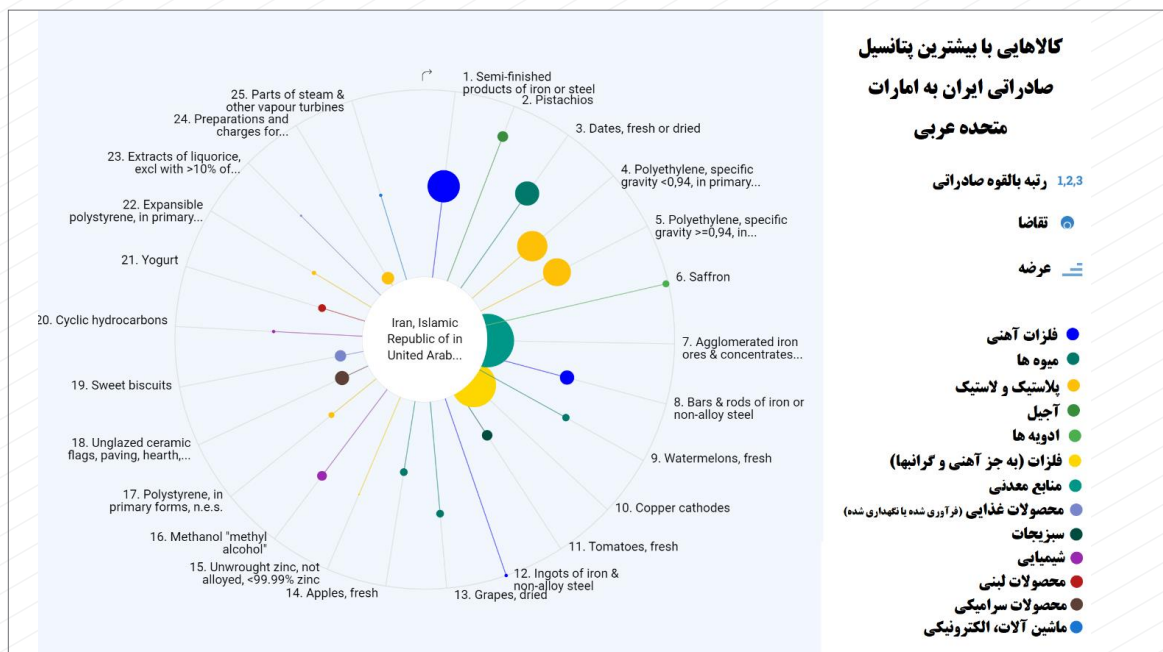 کالاهایی با بیشترین پتانسیل
صادراتی ایران به امارات
متحده عربی
1,2,3 رتبه بالقوه صادراتی
تقاضا
عرضه
فلزات آهنی
میوه ها
پلاستیک و لاستیک
آجیل
ادویه ها
فلزات (به جز آهنی و گرانبها)
منابع معدنی
محصولات غذایی (فرآوری شده یا نگهداری شده)
سبزیجات
شیمیایی
محصولات لبنی
محصولات سرامیکی
ماشین آلات، الکترونیکی
1. Semi-finished
products of iron or steel
2. Pistachios
3. Dates, fresh or dried
4. Polyethylene, specific
gravity <0,94, in primary...
5. Polyethylene, specific
gravity >=0,94, in...
6. Saffron
7. Agglomerated iron
ores & concentrates...
8. Bars & rods of iron or
non-alloy steel
9. Watermelons, fresh
10. Copper cathodes
11. Tomatoes, fresh
12. Ingots of iron &
non-alloy steel
13. Grapes, dried
14. Apples, fresh
15. Unwrought zinc, not
alloyed, <99.99% zinc
16. Methanol "methyl
alcohol"
17. Polystyrene, in
primary forms, n.e.s.
18. Unglazed ceramic
flags, paving, hearth,...
19. Sweet biscuits
20. Cyclic hydrocarbons
21. Yogurt
22. Expansible
polystyrene, in primary...
23. Extracts of liquorice,
excl with >10% of...
24. Preparations and
charges for...
25. Parts of steam &
other vapour turbines
Iran, Islamic
Republic of in
United Arab...